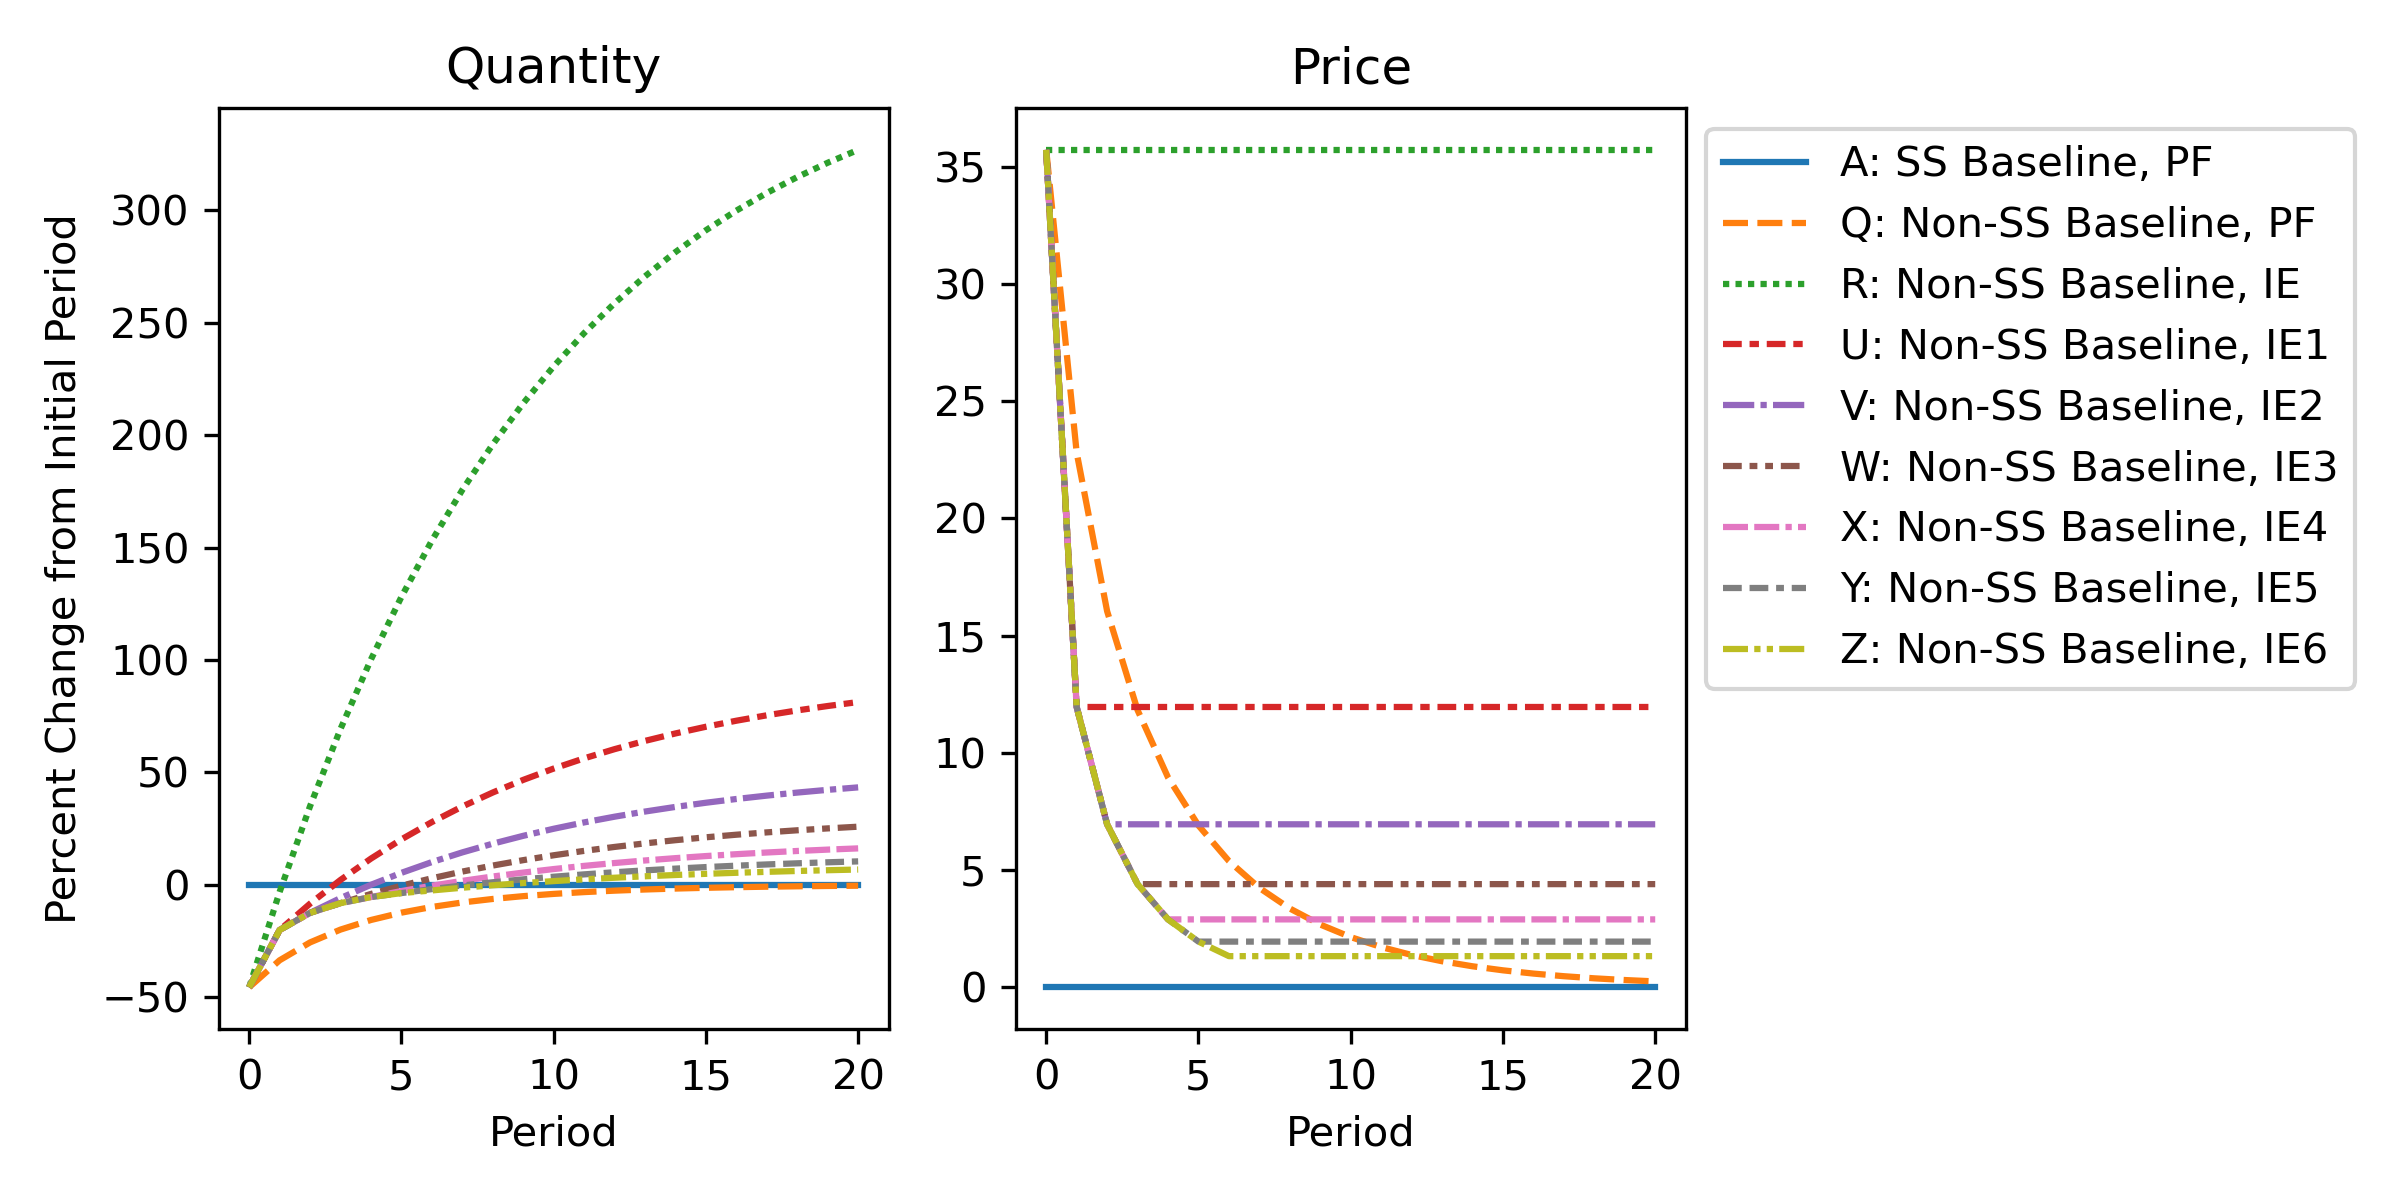 Quantity
Price
Percent Change from Initial Period
300
250
200
150
100
50
0
−50
0 5 10 15 20
Period
35
30
25
20
15
10
5
0
0 5 10 15 20
Period
A: SS Baseline, PF
Q: Non-SS Baseline, PF
R: Non-SS Baseline, IE
U: Non-SS Baseline, IE1
V: Non-SS Baseline, IE2
W: Non-SS Baseline, IE3
X: Non-SS Baseline, IE4
Y: Non-SS Baseline, IE5
Z: Non-SS Baseline, IE6